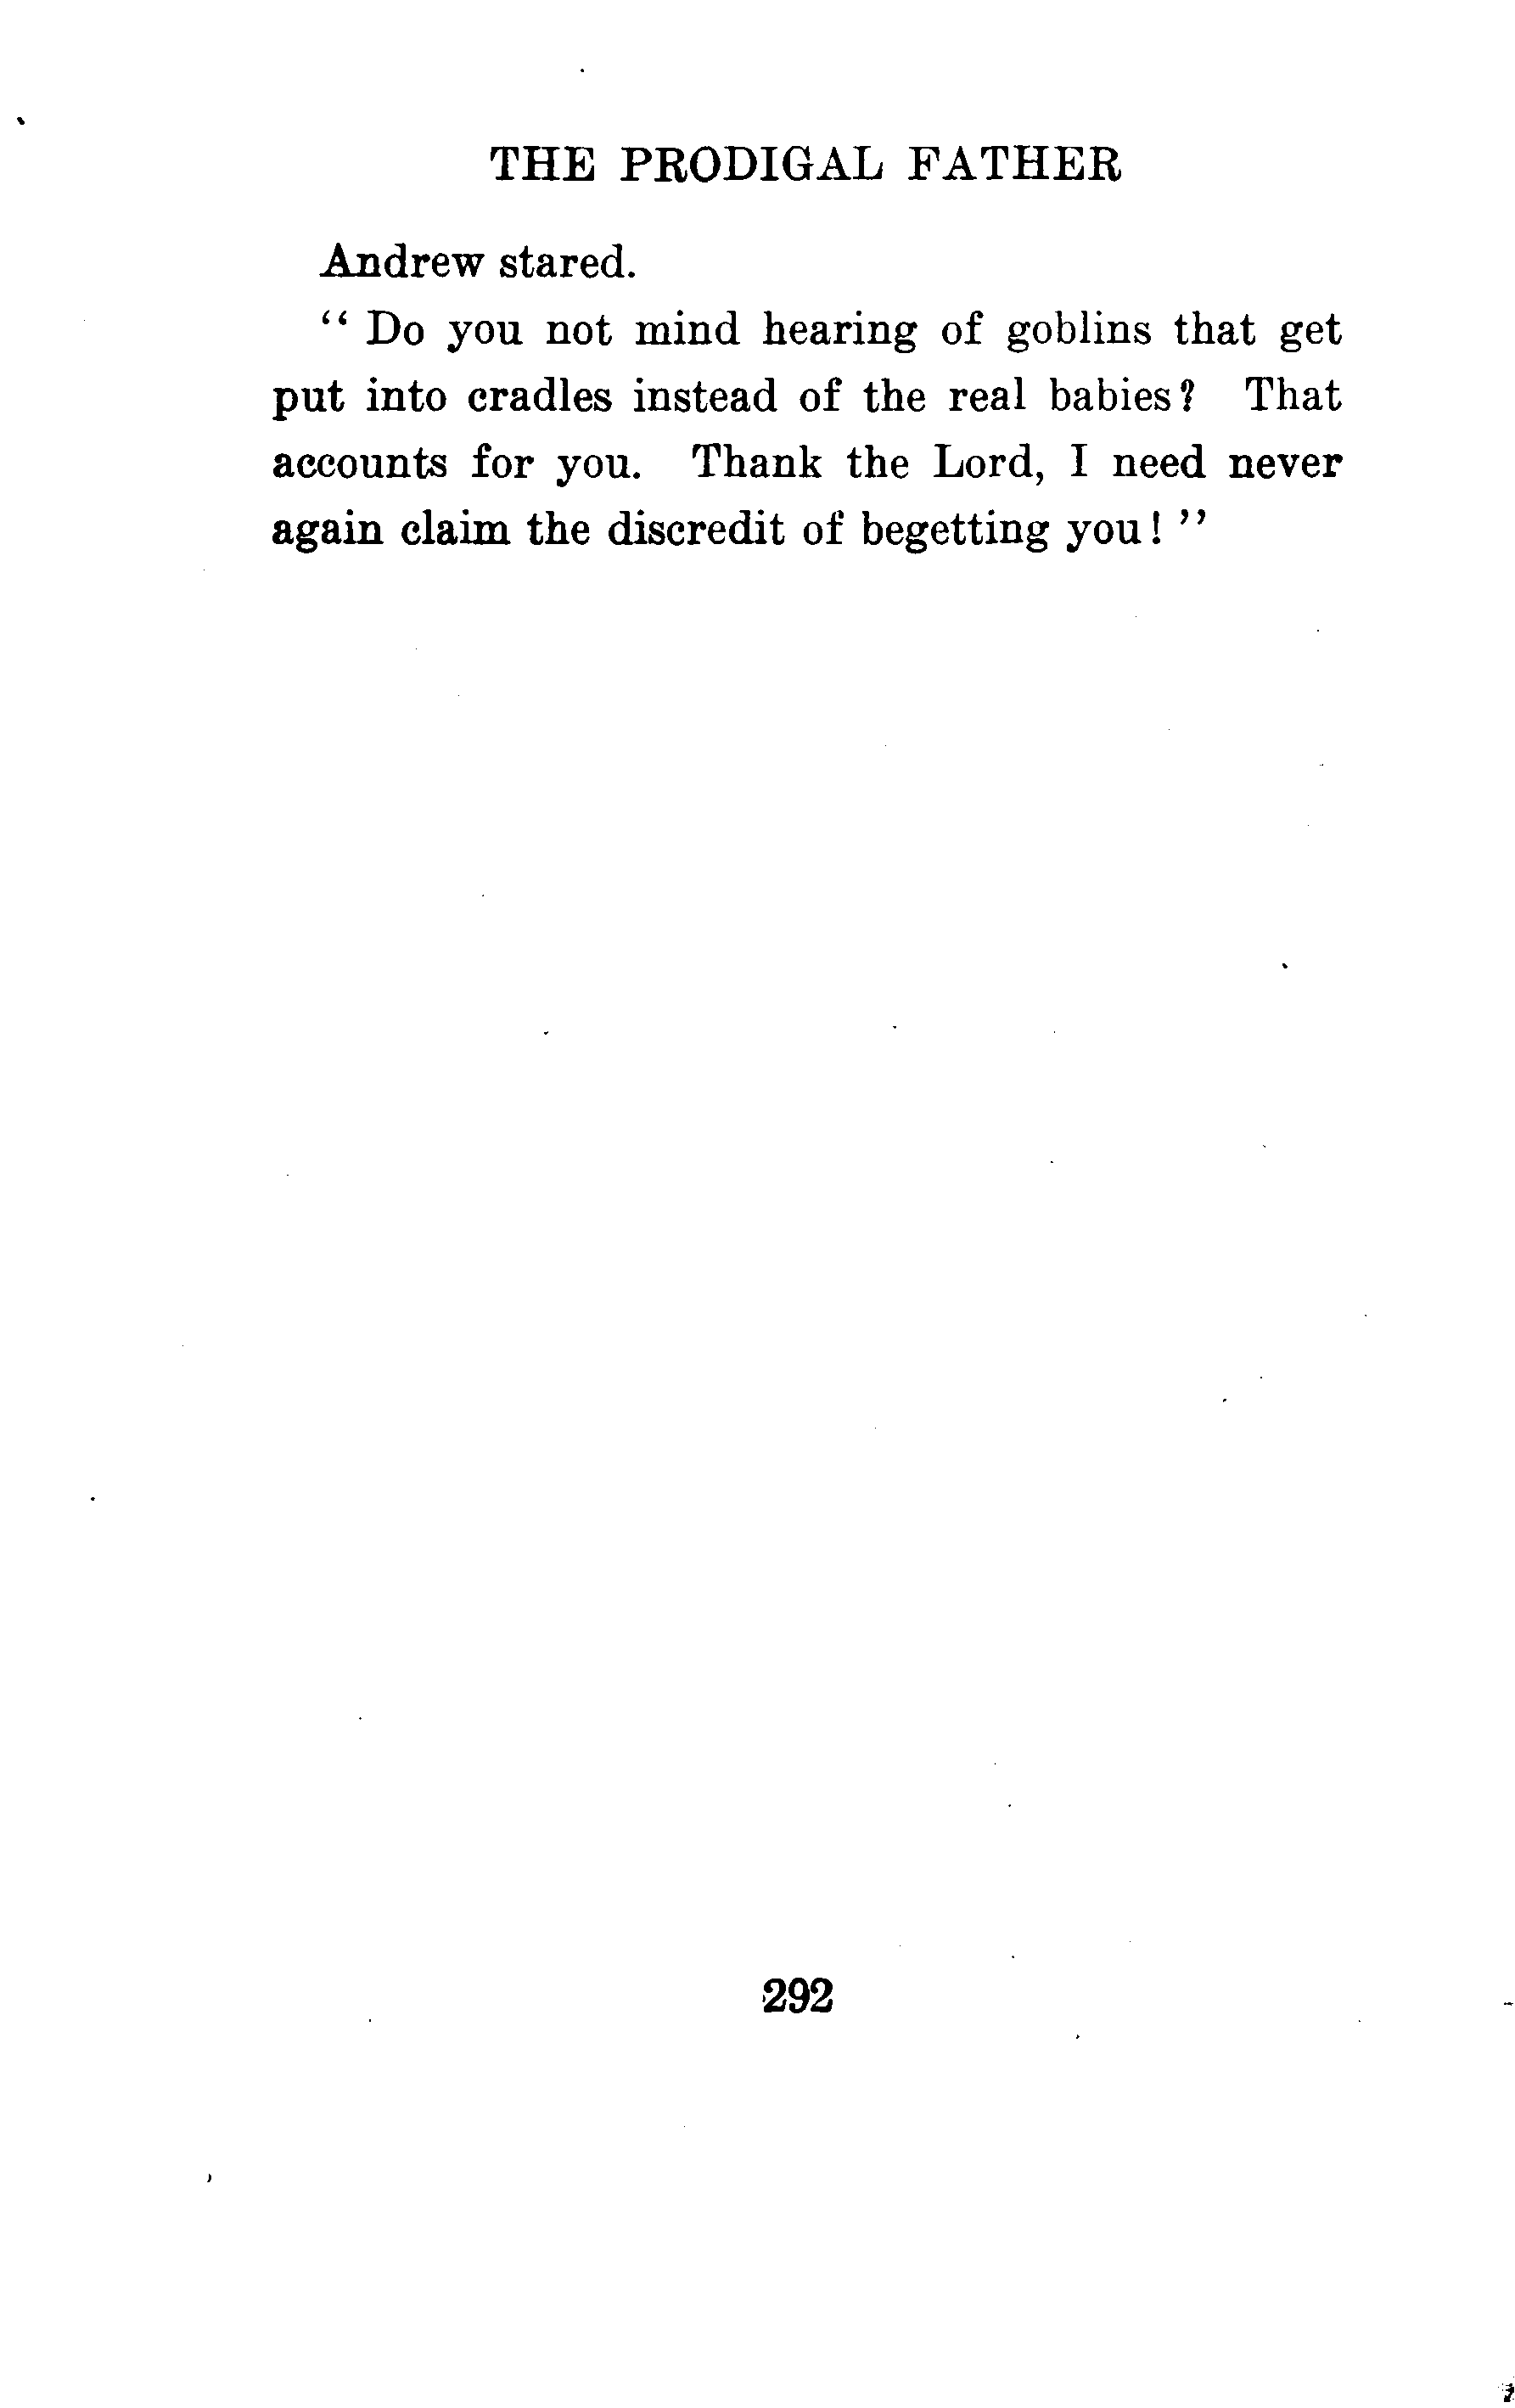 THE PRODIGAL FATHER
Andrew stared.
“ Do you not mind hearing of goblins that get
put into cradles instead of the real babies? That
accounts for you. Thank the Lord, I need never
again claim the discredit of begetting you! ”
292